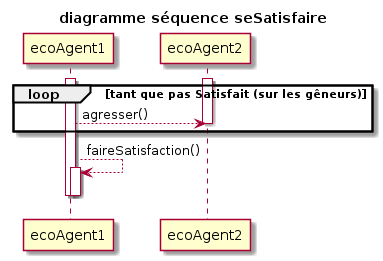 diagramme séquence seSatisfaire
ecoAgent1 ecoAgent2
loop [tant que pas Satisfait (sur les gêneurs)]
agresser()
faireSatisfaction()
ecoAgent1 ecoAgent2